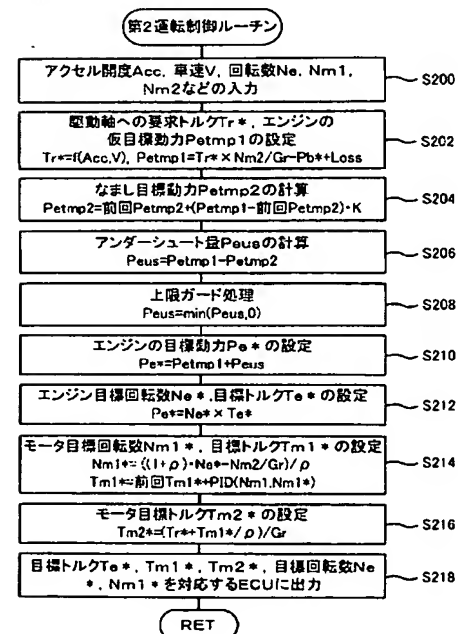 第2運転制御ルーチン
アクセル開度Acc, 車速V, 回転数Ne, Nm1,
Nm2などの入力
S200
駆動軸への要求トルクTr*, エンジンの
仮目標動力Petmp1の設定
Tr*=f(Acc,V), Petmp1=Tr*×Nm2/Gr-Pb*+Loss
S202
なまし目標動力Petmp2の計算
Petmp2=前回Petmp2+(Petmp1-前回Petmp2)・K
S204
アンダーシュート量Peusの計算
Peus=Petmp1-Petmp2
S206
上限ガード処理
Peus=min(Peus,0)
S208
エンジンの目標動力Pe*の設定
Pe*=Petmp1+Peus
S210
エンジン目標回転数Ne*,目標トルクTe*の設定
Pe*=Ne*×Te*
S212
モータ目標回転数Nm1*, 目標トルクTm1*の設定
Nm1*=((1+ρ)・Ne*-Nm2/Gr)/ρ
Tm1*=前回Tm1*+PID(Nm1,Nm1*)
S214
モータ目標トルクTm2*の設定
Tm2*=(Tr*+Tm1*/ρ)/Gr
S216
目標トルクTe*, Tm1*, Tm2*, 目標回転数Ne
*, Nm1*を対応するECUに出力
S218
RET